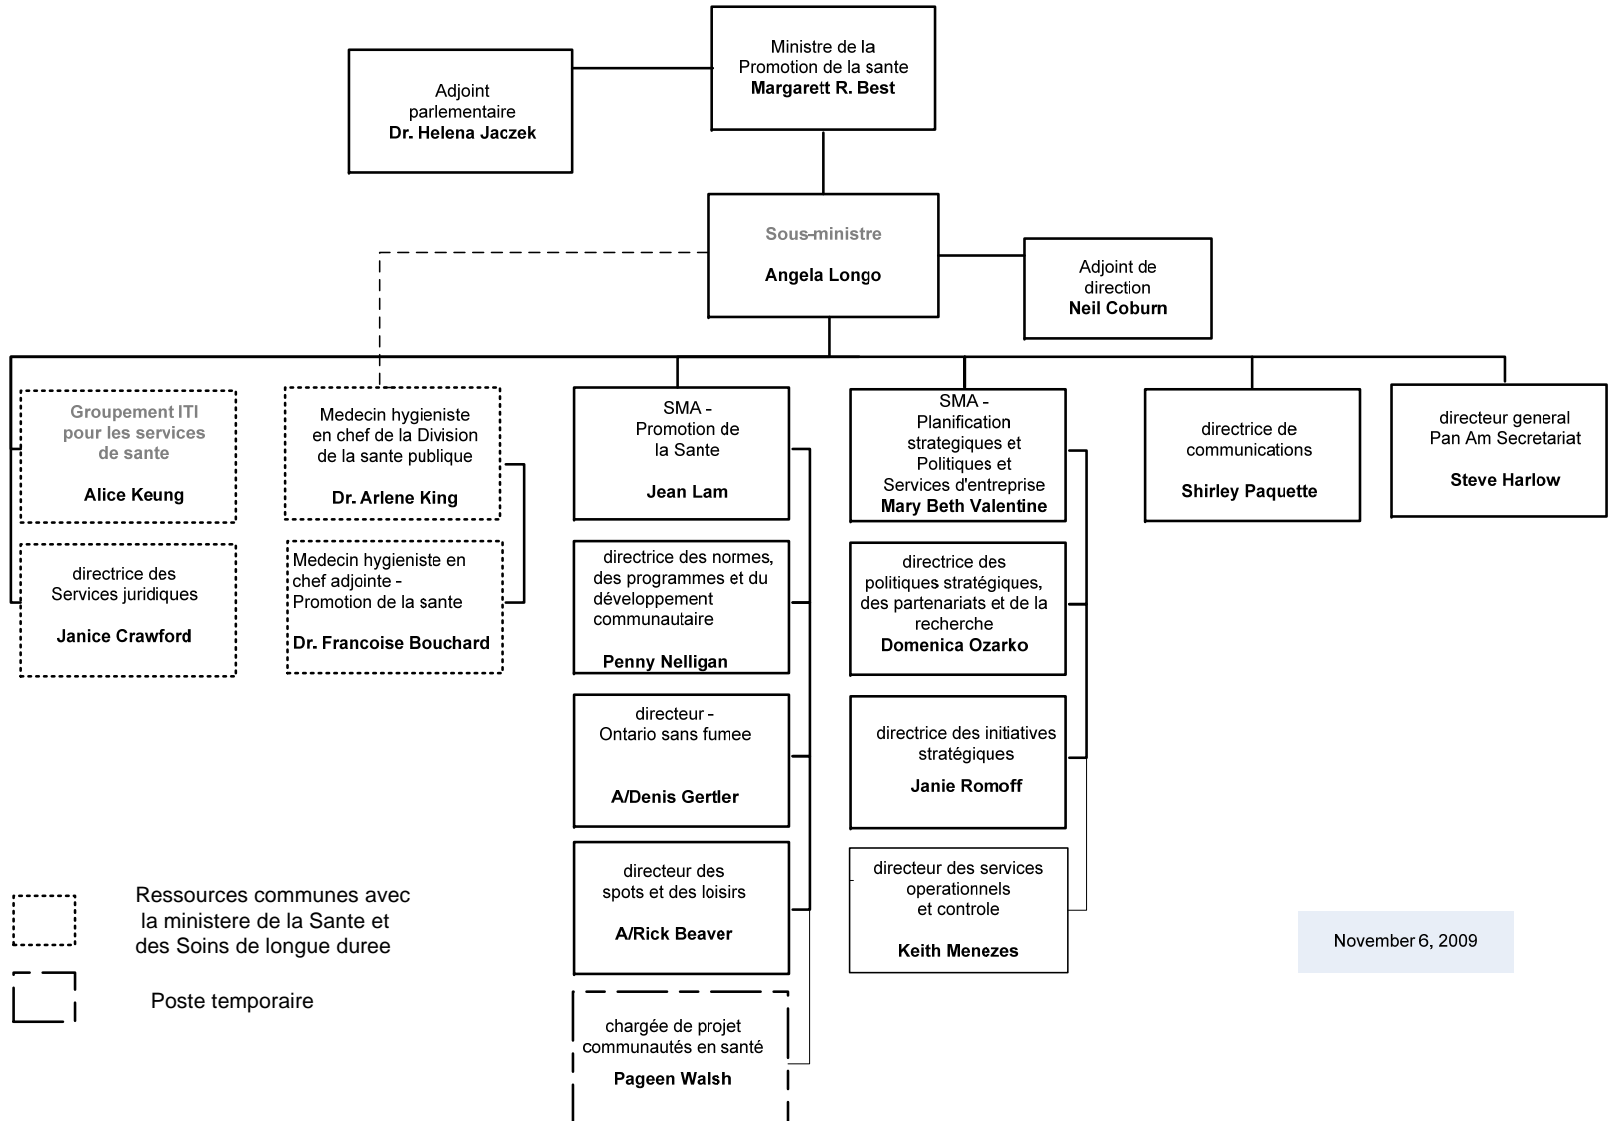 Ministre de la
Promotion de la sante
Margarett R. Best
Adjoint
parlementaire
Dr. Helena Jaczek
Sous-ministre
Angela Longo
Adjoint de
direction
Neil Coburn
Groupement ITI
pour les services
de sante
Alice Keung
Medecin hygieniste
en chef de la Division
de la sante publique
Dr. Arlene King
SMA -
Promotion de
la Sante
Jean Lam
SMA -
Planification
strategiques et
Politiques et
Services d'entreprise
Mary Beth Valentine
directrice de
communications
Shirley Paquette
directeur general
Pan Am Secretariat
Steve Harlow
directrice des
Services juridiques
Janice Crawford
Medecin hygieniste en
chef adjointe -
Promotion de la sante
Dr. Francoise Bouchard
directrice des normes,
des programmes et du
développement
communautaire
Penny Nelligan
directrice des
politiques stratégiques,
des partenariats et de la
recherche
Domenica Ozarko
directeur -
Ontario sans fumee
A/Denis Gertler
directrice des initiatives
stratégiques
Janie Romoff
directeur des
spots et des loisirs
A/Rick Beaver
directeur des services
operationnels
et controle
Keith Menezes
chargée de projet
communautés en santé
Pageen Walsh
Ressources communes avec
la ministere de la Sante et
des Soins de longue duree
Poste temporaire
November 6, 2009